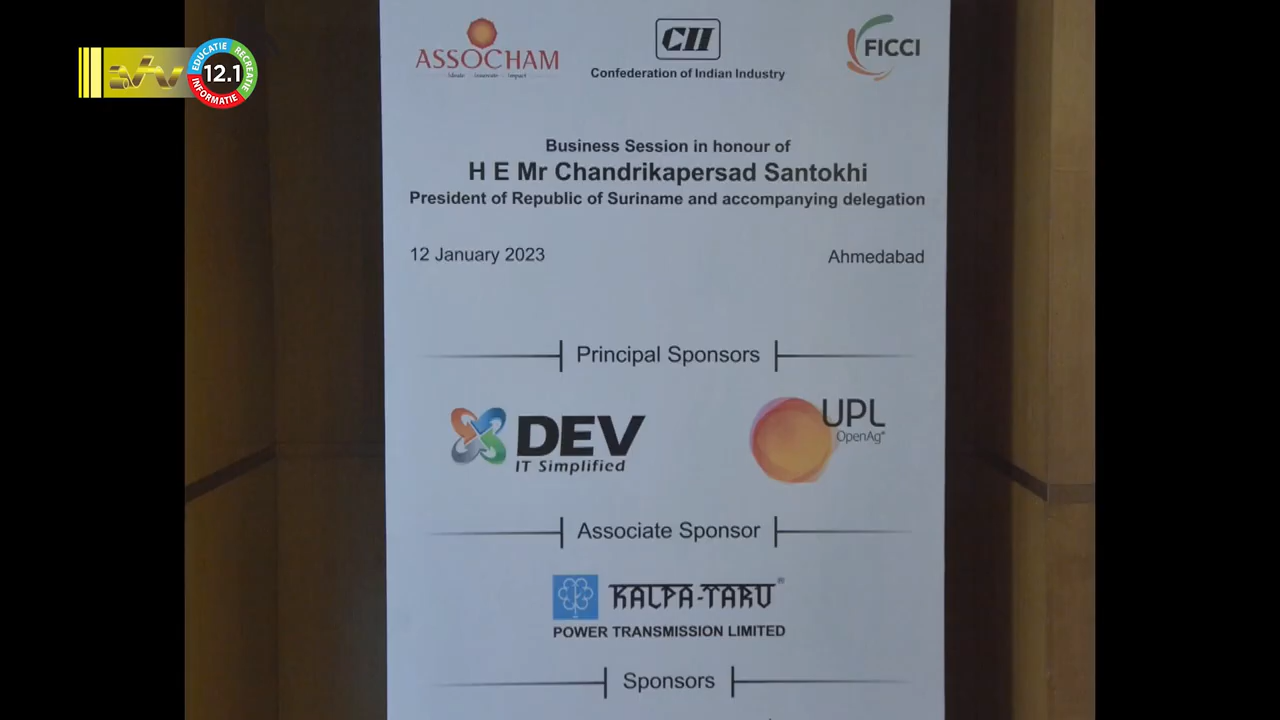 EDUCATIE RECREATIE INFORMATIE
12.1
ASSOCHAM
CII
Confederation of Indian Industry
FICCI
Business Session in honour of
H E Mr Chandrikapersad Santokhi
President of Republic of Suriname and accompanying delegation
12 January 2023 Ahmedabad
Principal Sponsors
DEV
IT Simplified
UPL
OpenAg®
Associate Sponsor
KALPA-TARU®
POWER TRANSMISSION LIMITED
Sponsors